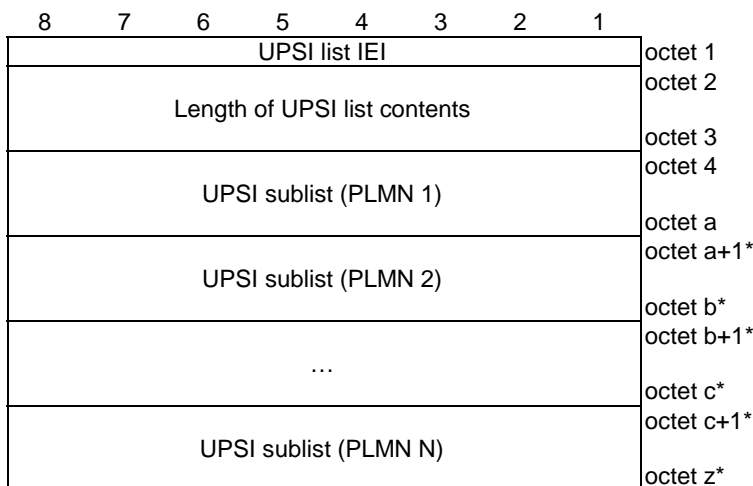 8 7 6 5 4 3 2 1
UPSI list IEI octet 1
octet 2
Length of UPSI list contents
octet 3
octet 4
UPSI sublist (PLMN 1)
octet a
octet a+1*
UPSI sublist (PLMN 2)
octet b*
octet b+1*
…
octet c*
octet c+1*
UPSI sublist (PLMN N)
octet z*